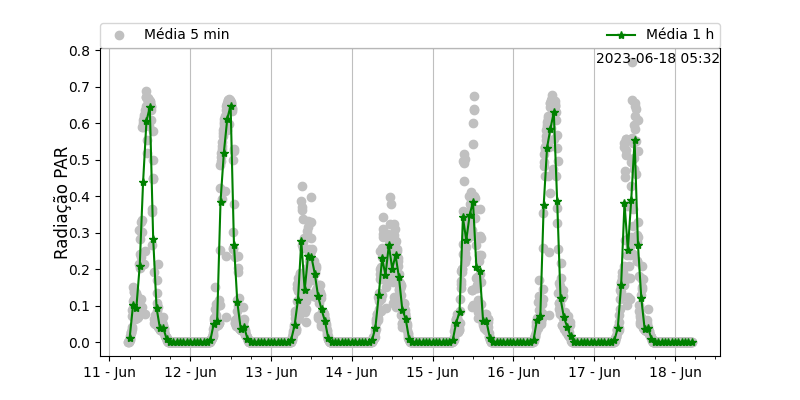 Média 5 min
Média 1 h
2023-06-18 05:32
Radiação PAR
0.8
0.7
0.6
0.5
0.4
0.3
0.2
0.1
0.0
11 - Jun
12 - Jun
13 - Jun
14 - Jun
15 - Jun
16 - Jun
17 - Jun
18 - Jun